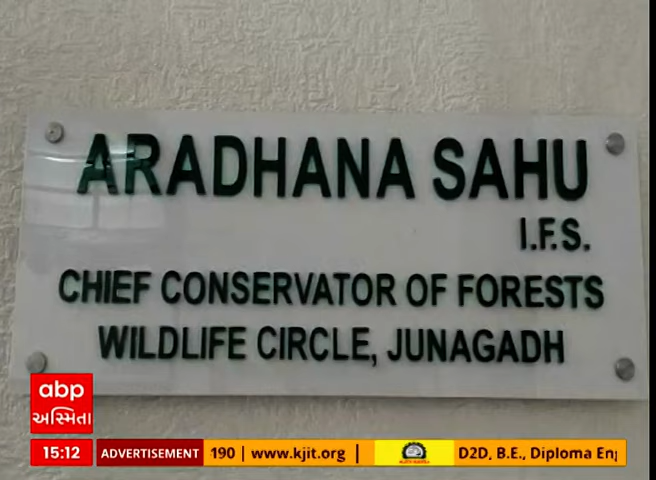 ARADHANA SAHU
I.F.S.
CHIEF CONSERVATOR OF FORESTS
WILDLIFE CIRCLE, JUNAGADH
abp
અસ્મિતા
15:12 ADVERTISEMENT 190 | www.kjit.org | D2D, B.E., Diploma